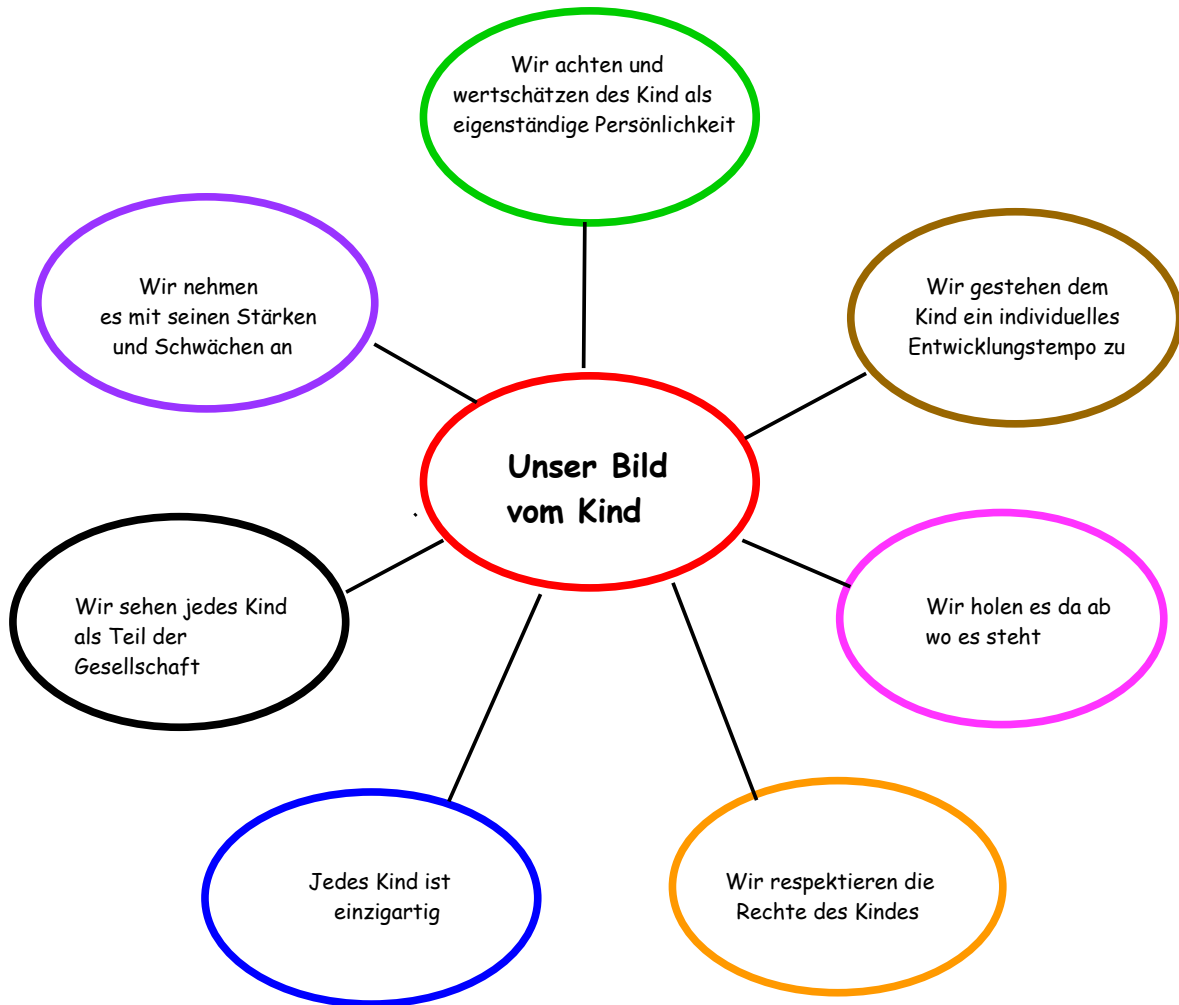 Wir achten und
wertschätzen des Kind als
eigenständige Persönlichkeit
Wir nehmen
es mit seinen Stärken
und Schwächen an
Wir gestehen dem
Kind ein individuelles
Entwicklungstempo zu
Unser Bild
vom Kind
Wir sehen jedes Kind
als Teil der
Gesellschaft
Wir holen es da ab
wo es steht
Jedes Kind ist
einzigartig
Wir respektieren die
Rechte des Kindes